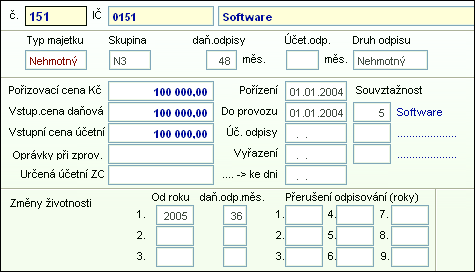 č. 151 IČ 0151 Software
Typ majetku Skupina daň.odpisy Účet.odp. Druh odpisu
Nehmotný N3 48 měs. měs. Nehmotný
Pořizovací cena Kč 100 000,00 Pořízení 01.01.2004 Souvztažnost
Vstup.cena daňová 100 000,00 Do provozu 01.01.2004 5 Software
Vstupní cena účetní 100 000,00 Úč. odpisy . . ....................
Oprávky při zprov. Vyřazení . . ....................
Určená účetní ZC .... -> ke dni . .
Změny životnosti Od roku daň.odp.měs. Přerušení odpisování (roky)
1. 2005 36 1. 4. 7.
2. 2. 5. 8.
3. 3. 6. 9.